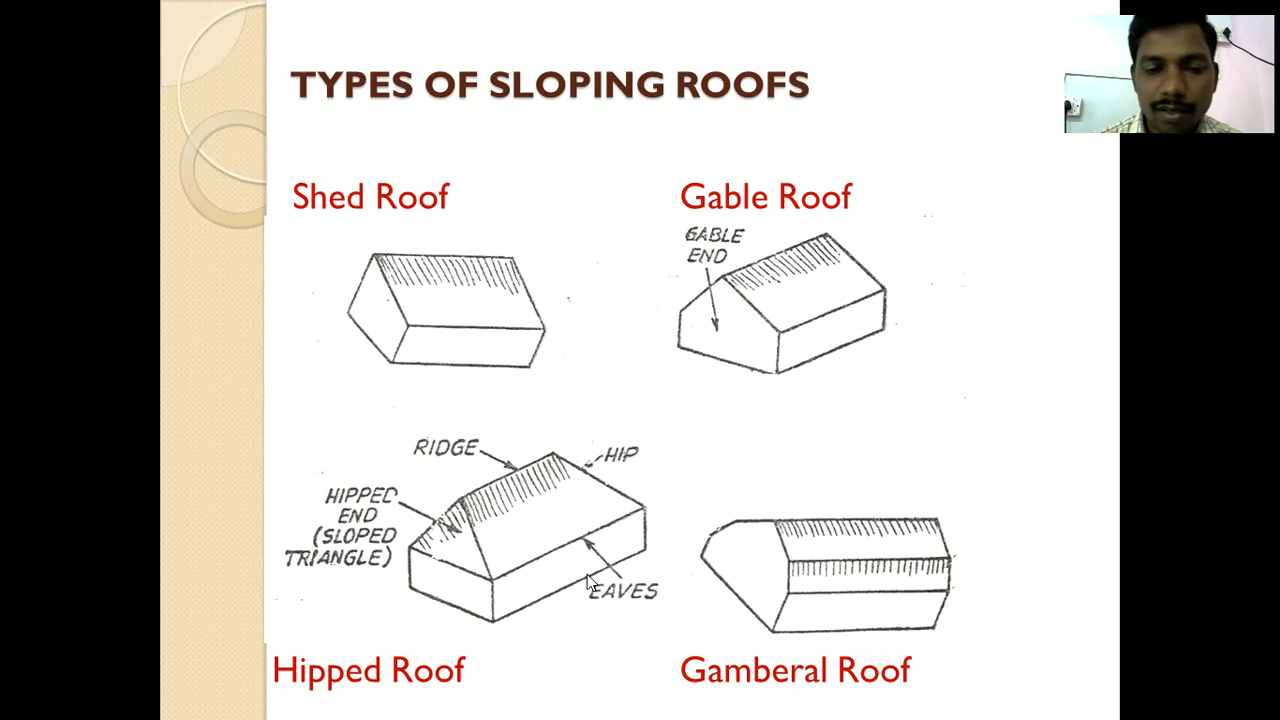 TYPES OF SLOPING ROOFS
Shed Roof
Gable Roof
GABLE
END
RIDGE
HIP
HIPPED
END
(SLOPED
TRIANGLE)
EAVES
Hipped Roof
Gamberal Roof